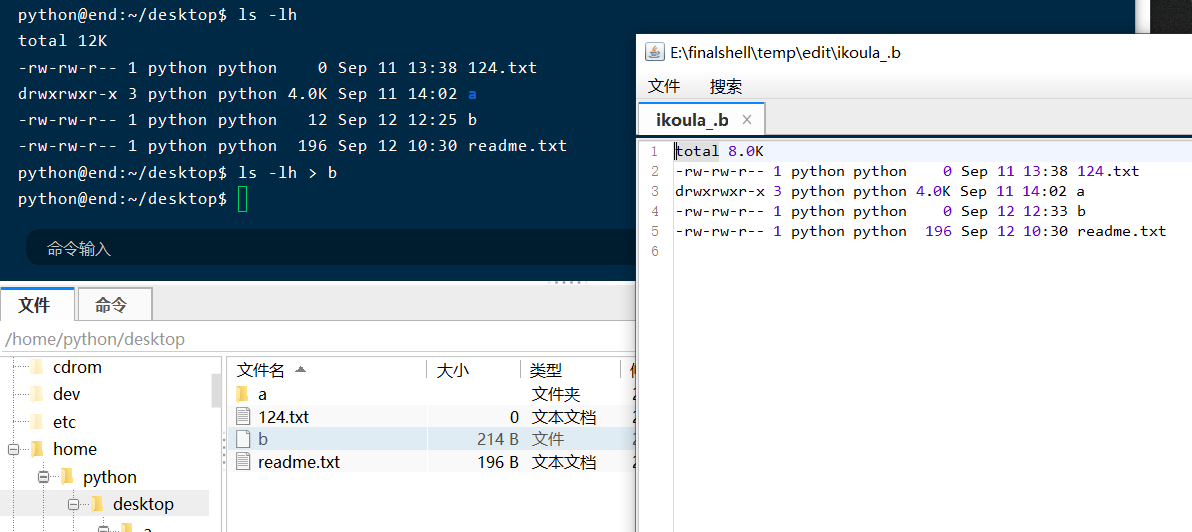 python@end:~/desktop$ ls -lh
total 12K
-rw-rw-r-- 1 python python    0 Sep 11 13:38 124.txt
drwxrwxr-x 3 python python 4.0K Sep 11 14:02 a
-rw-rw-r-- 1 python python   12 Sep 12 12:25 b
-rw-rw-r-- 1 python python  196 Sep 12 10:30 readme.txt
python@end:~/desktop$ ls -lh > b
python@end:~/desktop$
命令输入
文件 命令
/home/python/desktop
cdrom
dev
etc
home
python
desktop
a
文件名 大小 类型
a 文件夹
124.txt 0 文本文档
b 214 B 文件
readme.txt 196 B 文本文档
E:\finalshell\temp\edit\ikoula_.b
文件 搜索
ikoula_.b ×
1 total 8.0K
2 -rw-rw-r-- 1 python python    0 Sep 11 13:38 124.txt
3 drwxrwxr-x 3 python python 4.0K Sep 11 14:02 a
4 -rw-rw-r-- 1 python python    0 Sep 12 12:33 b
5 -rw-rw-r-- 1 python python  196 Sep 12 10:30 readme.txt
6